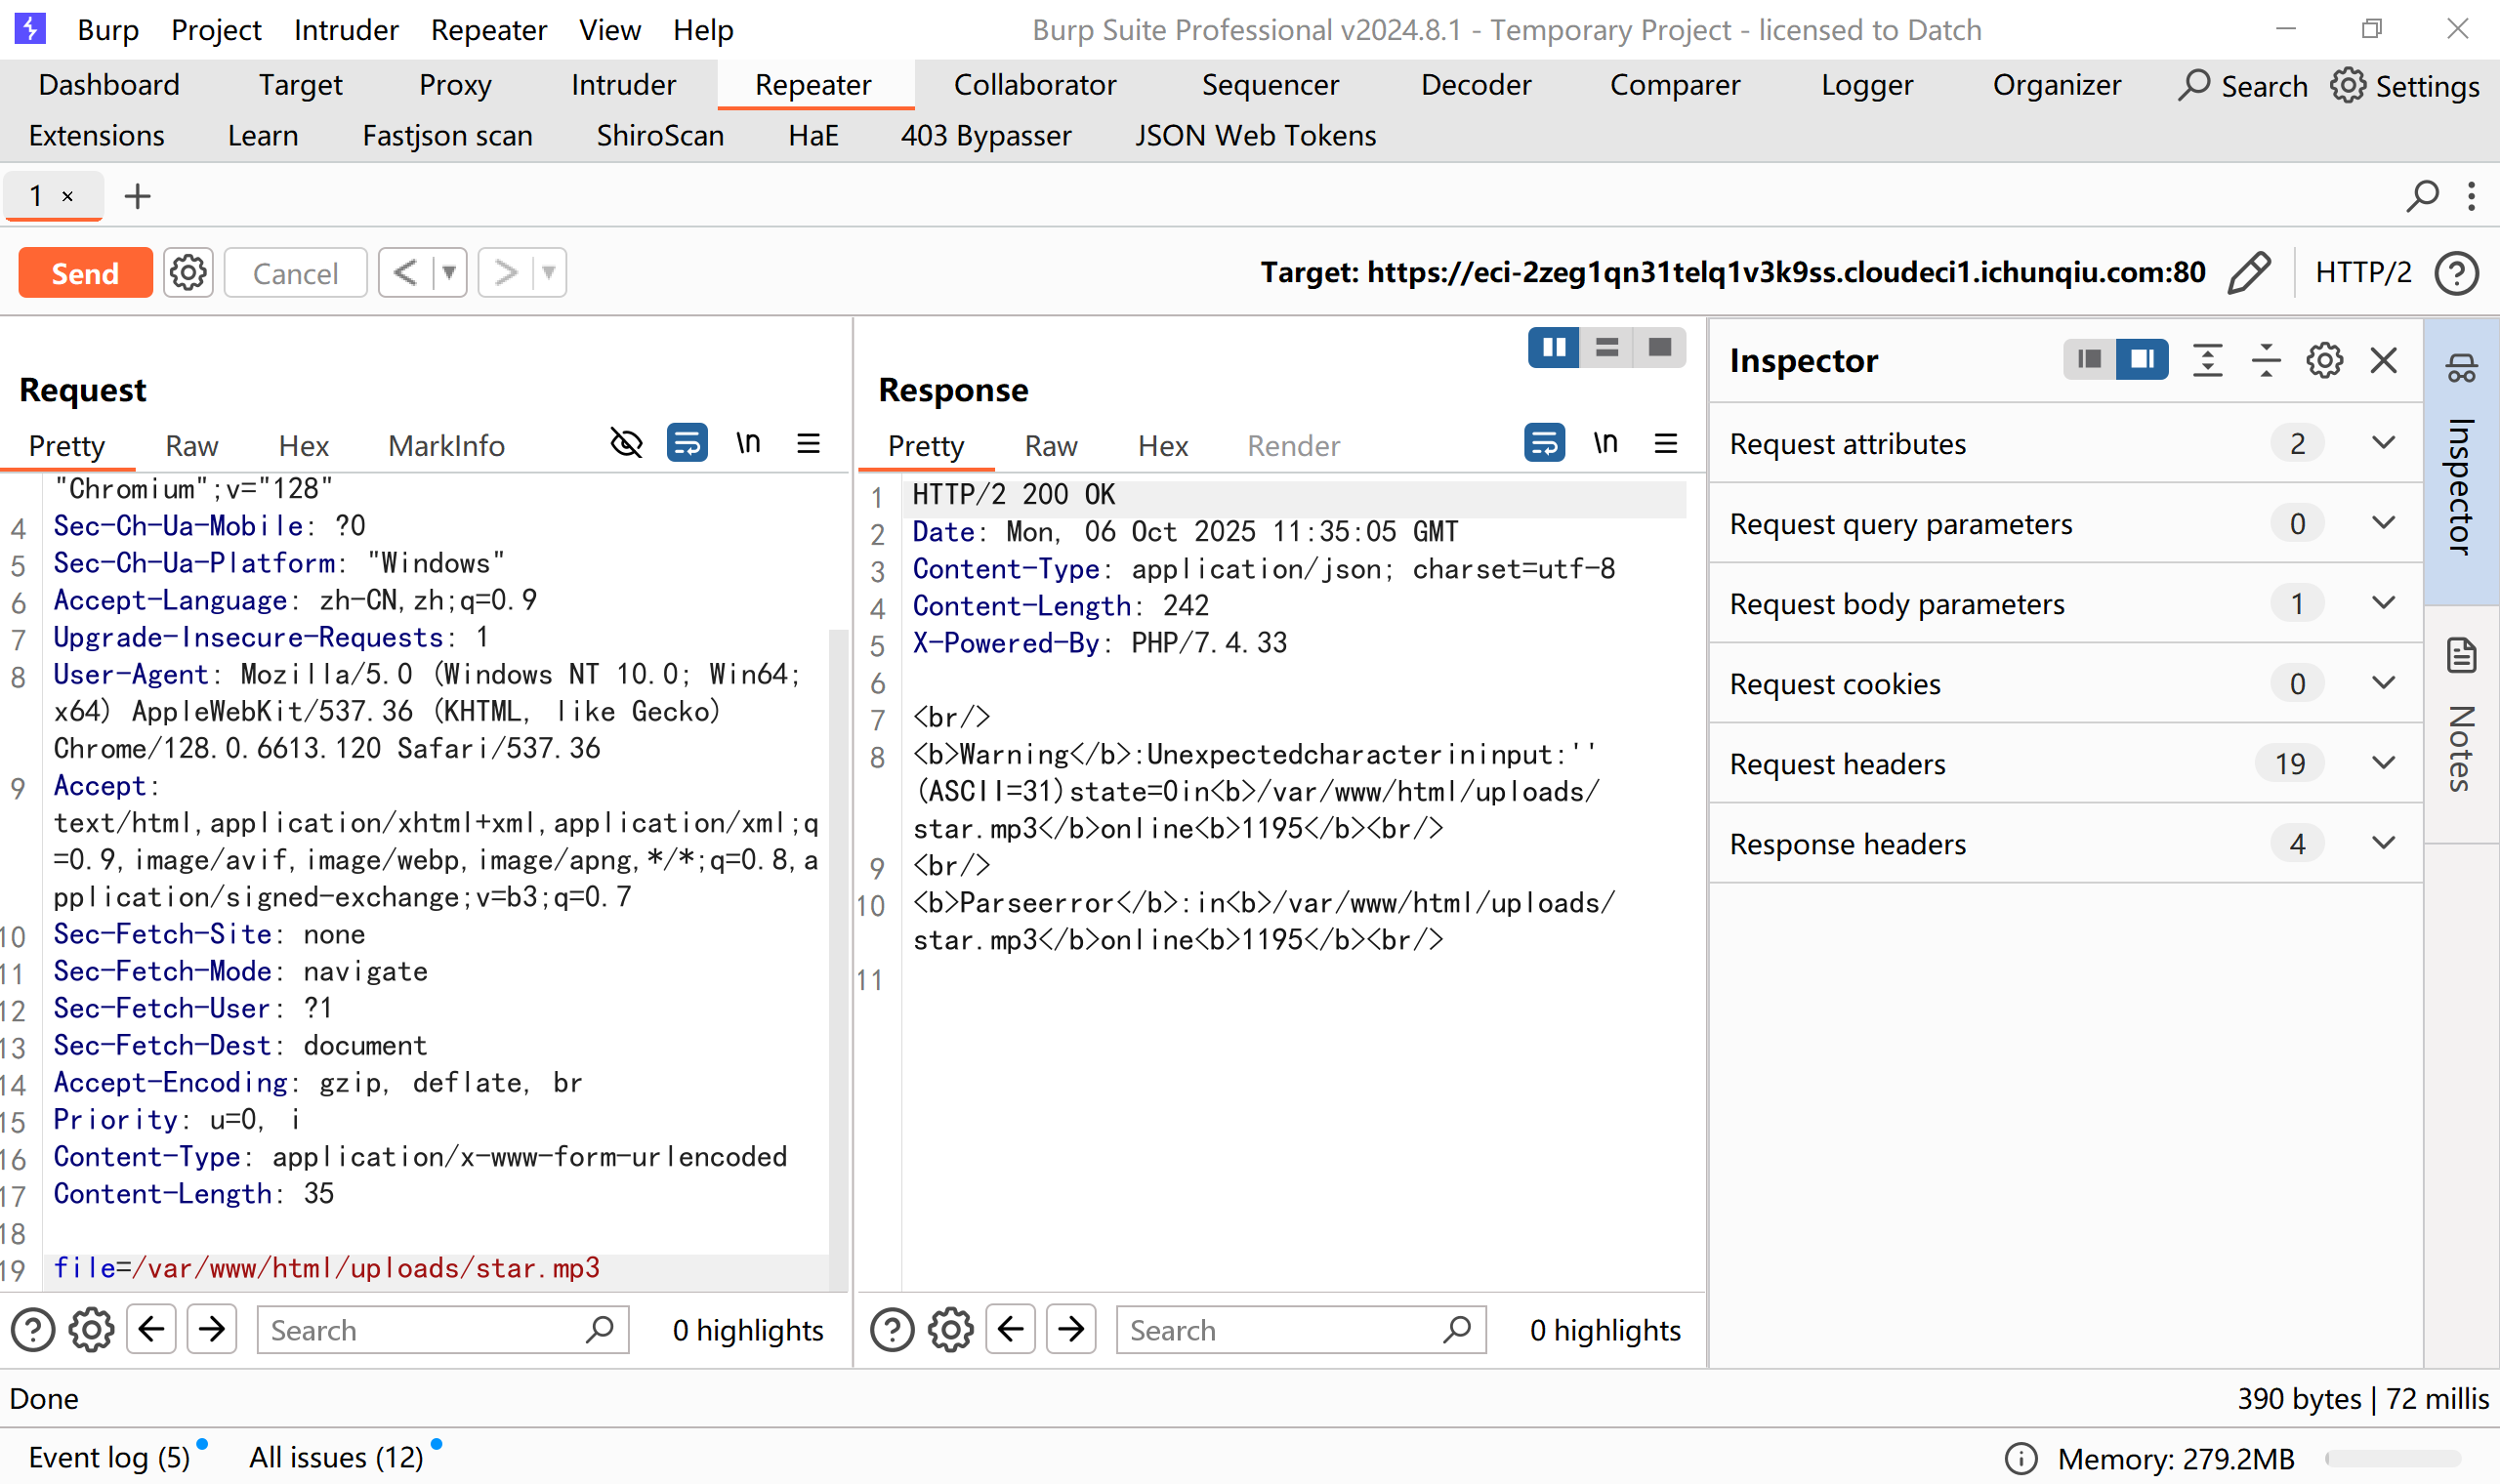 Burp Project Intruder Repeater View Help Burp Suite Professional v2024.8.1 - Temporary Project - licensed to Datch
Dashboard Target Proxy Intruder Repeater Collaborator Sequencer Decoder Comparer Logger Organizer Search Settings
Extensions Learn Fastjson scan ShiroScan HaE 403 Bypasser JSON Web Tokens
1 × +
Send Cancel < > Target: https://eci-2zeg1qn31telq1v3k9ss.cloudeci1.ichunqiu.com:80 HTTP/2
Request
Pretty Raw Hex MarkInfo \n
"Chromium";v="128"
4 Sec-Ch-Ua-Mobile: ?0
5 Sec-Ch-Ua-Platform: "Windows"
6 Accept-Language: zh-CN,zh;q=0.9
7 Upgrade-Insecure-Requests: 1
8 User-Agent: Mozilla/5.0 (Windows NT 10.0; Win64;
x64) AppleWebKit/537.36 (KHTML, like Gecko)
Chrome/128.0.6613.120 Safari/537.36
9 Accept:
text/html,application/xhtml+xml,application/xml;q
=0.9,image/avif,image/webp,image/apng,*/*;q=0.8,a
pplication/signed-exchange;v=b3;q=0.7
10 Sec-Fetch-Site: none
11 Sec-Fetch-Mode: navigate
12 Sec-Fetch-User: ?1
13 Sec-Fetch-Dest: document
14 Accept-Encoding: gzip, deflate, br
15 Priority: u=0, i
16 Content-Type: application/x-www-form-urlencoded
17 Content-Length: 35
18
19 file=/var/www/html/uploads/star.mp3
Search 0 highlights
Response
Pretty Raw Hex Render \n
1 HTTP/2 200 OK
2 Date: Mon, 06 Oct 2025 11:35:05 GMT
3 Content-Type: application/json; charset=utf-8
4 Content-Length: 242
5 X-Powered-By: PHP/7.4.33
6
7 <br/>
8 <b>Warning</b>:Unexpectedcharacterininput:''
(ASCII=31)state=0in<b>/var/www/html/uploads/
star.mp3</b>online<b>1195</b><br/>
9 <br/>
10 <b>Parseerror</b>:in<b>/var/www/html/uploads/
star.mp3</b>online<b>1195</b><br/>
11
Search 0 highlights
Inspector
Request attributes 2
Request query parameters 0
Request body parameters 1
Request cookies 0
Request headers 19
Response headers 4
Inspector
Notes
Done 390 bytes | 72 millis
Event log (5) All issues (12) Memory: 279.2MB